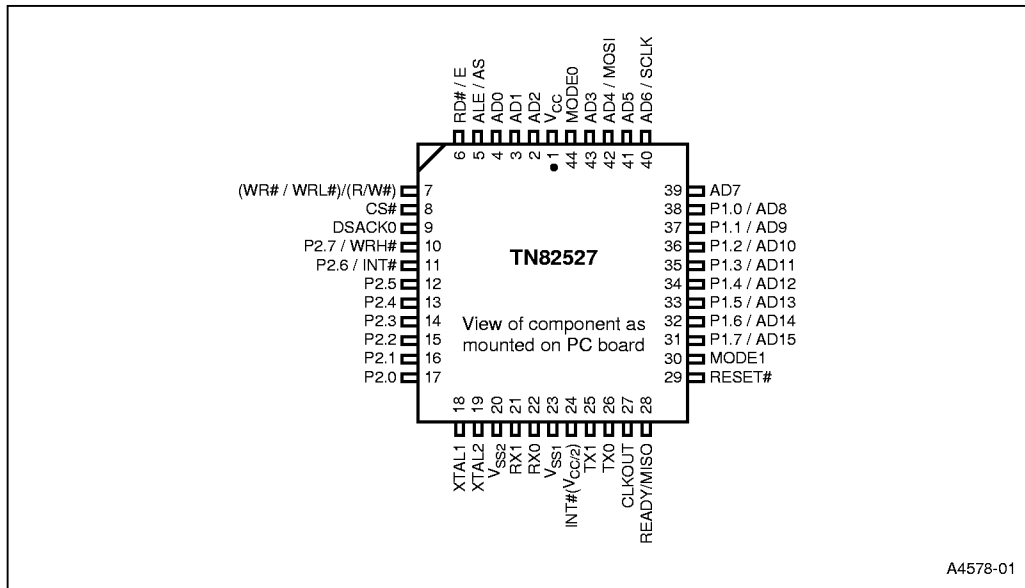 RD# / E
ALE / AS
AD0
AD1
AD2
VCC
MODE0
AD3
AD4 / MOSI
AD5
AD6 / SCLK
6
5
4
3
2
1
44
43
42
41
40
(WR# / WRL#)/(R/W#) 7
CS# 8
DSACK0 9
P2.7 / WRH# 10
P2.6 / INT# 11
P2.5 12
P2.4 13
P2.3 14
P2.2 15
P2.1 16
P2.0 17
TN82527
View of component as
mounted on PC board
39 AD7
38 P1.0 / AD8
37 P1.1 / AD9
36 P1.2 / AD10
35 P1.3 / AD11
34 P1.4 / AD12
33 P1.5 / AD13
32 P1.6 / AD14
31 P1.7 / AD15
30 MODE1
29 RESET#
18
19
20
21
22
23
24
25
26
27
28
XTAL1
XTAL2
VSS2
RX1
RX0
VSS1
INT#(VCC/2)
TX1
TX0
CLKOUT
READY/MISO
A4578-01